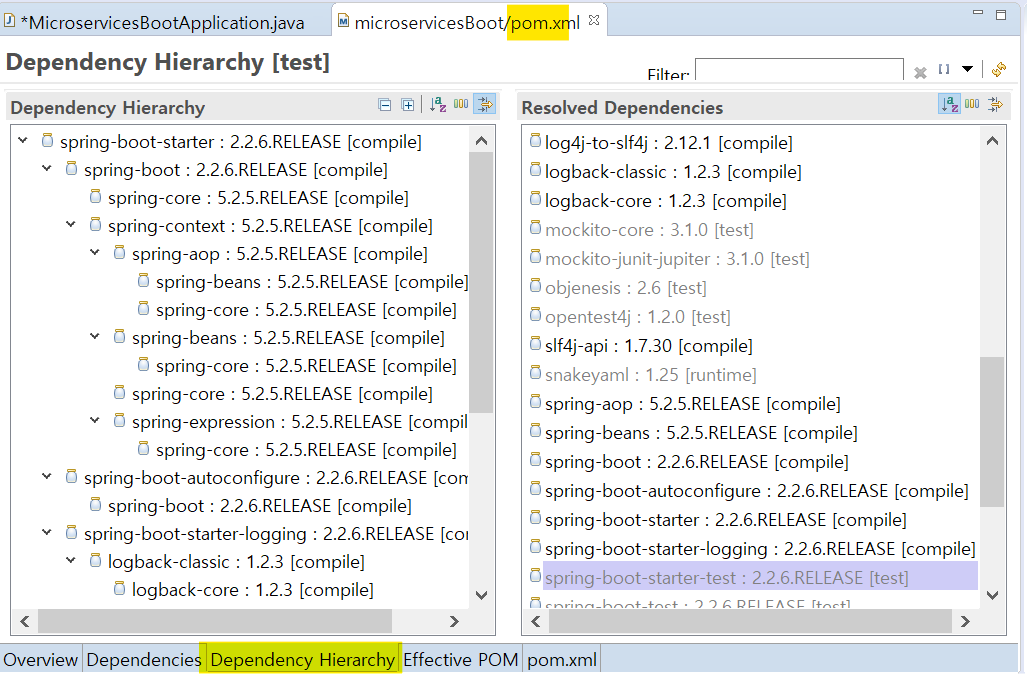 *MicroservicesBootApplication.java
microservicesBoot/pom.xml
Dependency Hierarchy [test]
Filter:
Dependency Hierarchy
spring-boot-starter : 2.2.6.RELEASE [compile]
spring-boot : 2.2.6.RELEASE [compile]
spring-core : 5.2.5.RELEASE [compile]
spring-context : 5.2.5.RELEASE [compile]
spring-aop : 5.2.5.RELEASE [compile]
spring-beans : 5.2.5.RELEASE [compile]
spring-core : 5.2.5.RELEASE [compile]
spring-beans : 5.2.5.RELEASE [compile]
spring-core : 5.2.5.RELEASE [compile]
spring-core : 5.2.5.RELEASE [compile]
spring-expression : 5.2.5.RELEASE [compil
spring-core : 5.2.5.RELEASE [compile]
spring-boot-autoconfigure : 2.2.6.RELEASE [com
spring-boot : 2.2.6.RELEASE [compile]
spring-boot-starter-logging : 2.2.6.RELEASE [co
logback-classic : 1.2.3 [compile]
logback-core : 1.2.3 [compile]
Resolved Dependencies
log4j-to-slf4j : 2.12.1 [compile]
logback-classic : 1.2.3 [compile]
logback-core : 1.2.3 [compile]
mockito-core : 3.1.0 [test]
mockito-junit-jupiter : 3.1.0 [test]
objenesis : 2.6 [test]
opentest4j : 1.2.0 [test]
slf4j-api : 1.7.30 [compile]
snakeyaml : 1.25 [runtime]
spring-aop : 5.2.5.RELEASE [compile]
spring-beans : 5.2.5.RELEASE [compile]
spring-boot : 2.2.6.RELEASE [compile]
spring-boot-autoconfigure : 2.2.6.RELEASE [compile]
spring-boot-starter : 2.2.6.RELEASE [compile]
spring-boot-starter-logging : 2.2.6.RELEASE [compile]
spring-boot-starter-test : 2.2.6.RELEASE [test]
spring-boot-test : 2.2.6.RELEASE [test]
Overview
Dependencies
Dependency Hierarchy
Effective POM
pom.xml